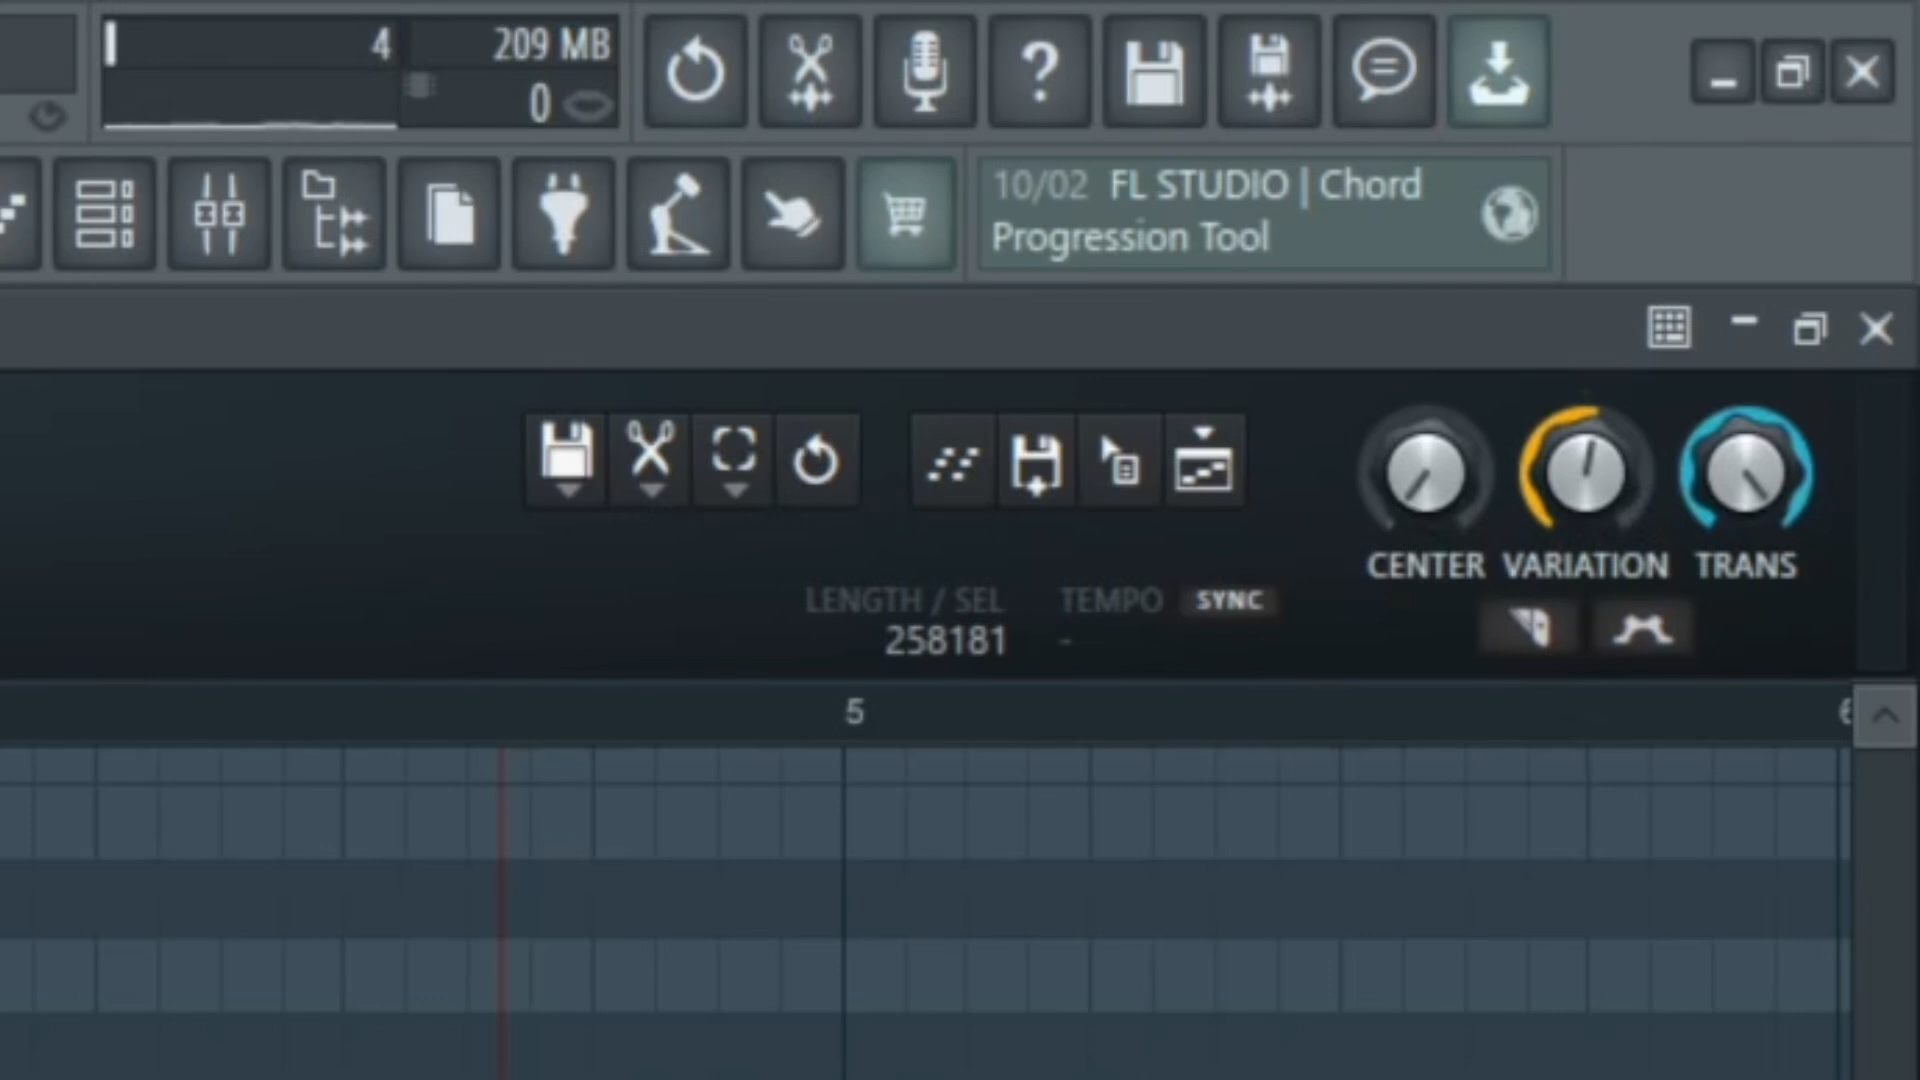 4
209 MB
0
10/02 FL STUDIO | Chord
Progression Tool
CENTER VARIATION TRANS
LENGTH / SEL TEMPO SYNC
258181 -
5
6